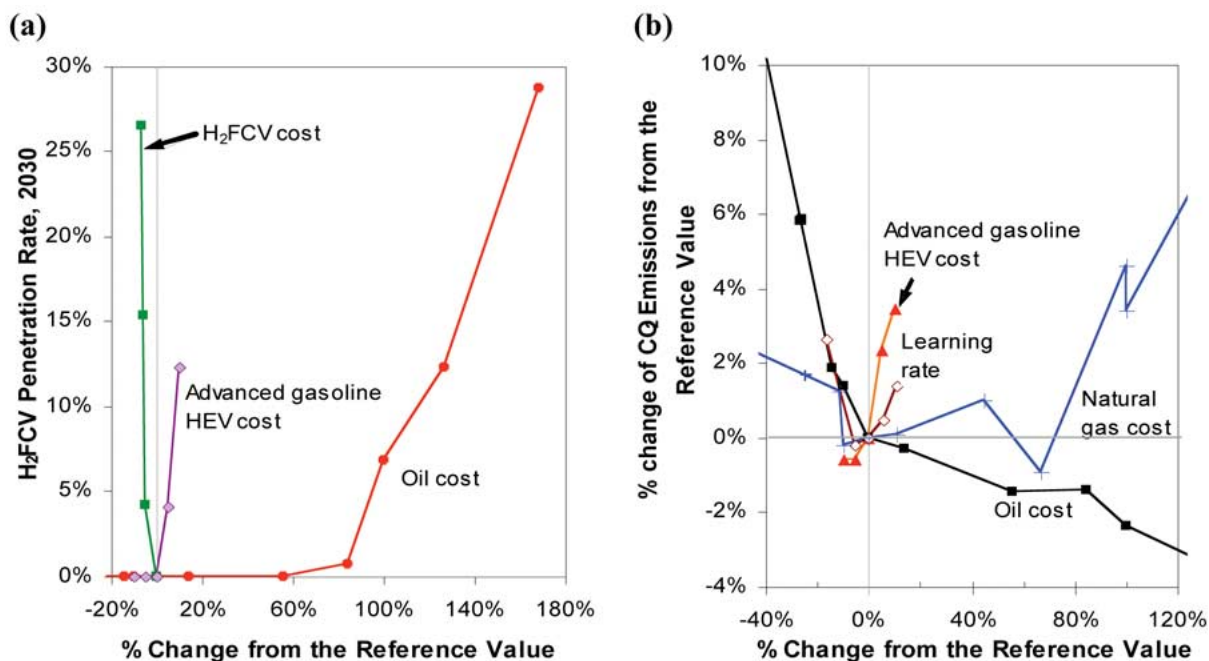 (a)
30%
25%
20%
15%
10%
5%
0%
H₂FCV Penetration Rate, 2030
H₂FCV cost
Advanced gasoline
HEV cost
Oil cost
-20% 20% 60% 100% 140% 180%
% Change from the Reference Value
(b)
10%
8%
6%
4%
2%
0%
-2%
-4%
% change of CO₂ Emissions from the
Reference Value
Advanced gasoline
HEV cost
Learning
rate
Natural
gas cost
Oil cost
-40% 0% 40% 80% 120%
% Change from the Reference Value